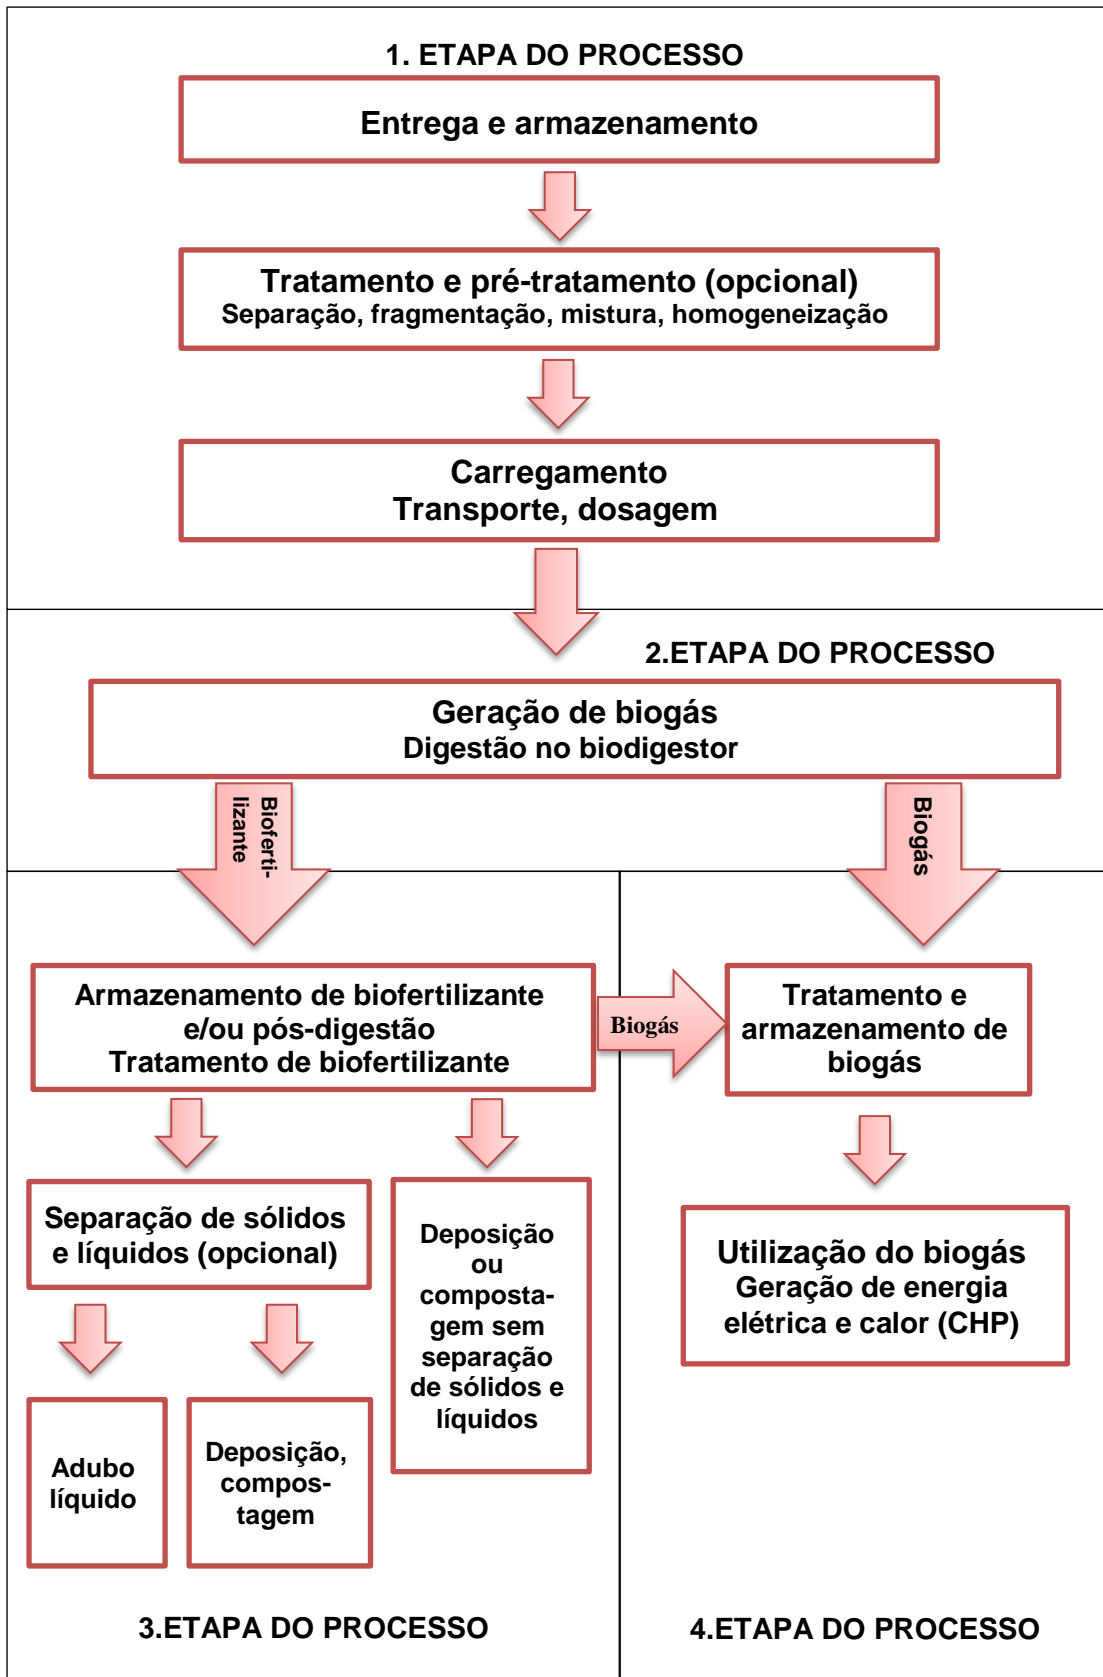 1. ETAPA DO PROCESSO
Entrega e armazenamento
Tratamento e pré-tratamento (opcional)
Separação, fragmentação, mistura, homogeneização
Carregamento
Transporte, dosagem
2.ETAPA DO PROCESSO
Geração de biogás
Digestão no biodigestor
Bioferti-
lizante
Biogás
Armazenamento de biofertilizante
e/ou pós-digestão
Tratamento de biofertilizante
Biogás
Tratamento e
armazenamento de
biogás
Separação de sólidos
e líquidos (opcional)
Deposição
ou
composta-
gem sem
separação
de sólidos e
líquidos
Utilização do biogás
Geração de energia
elétrica e calor (CHP)
Adubo
líquido
Deposição,
compos-
tagem
3.ETAPA DO PROCESSO
4.ETAPA DO PROCESSO